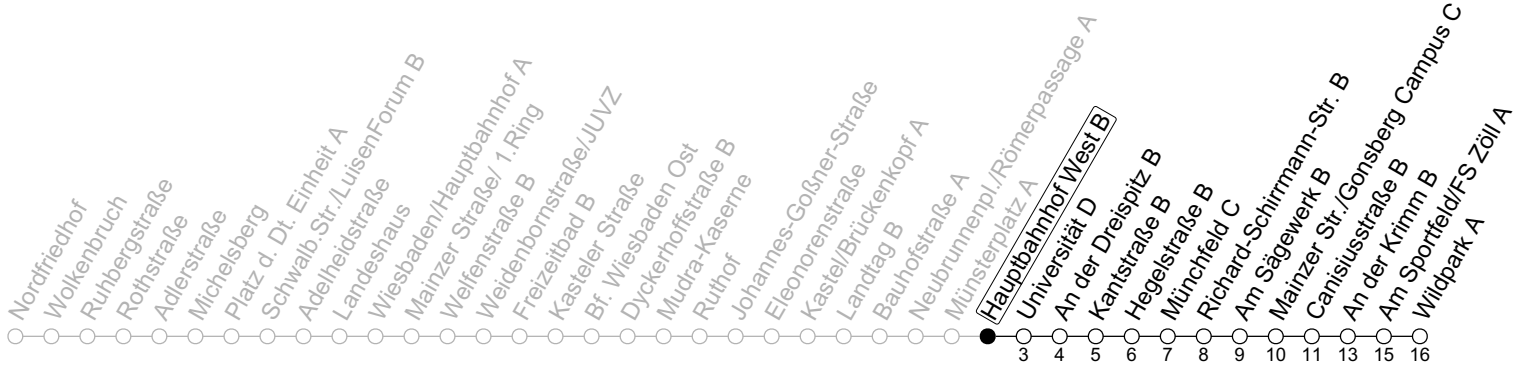 Nordfriedhof
Wolkenbruch
Ruhbergstraße
Rothstraße
Adlerstraße
Michelsberg
Platz d. Dt. Einheit A
Schwalb.Str./LuisenForum B
Adelheidstraße
Landeshaus
Wiesbaden/Hauptbahnhof A
Mainzer Straße/ 1.Ring
Welfenstraße B
Weidenbornstraße/JUVZ
Freizeitbad B
Kasteler Straße
Bf. Wiesbaden Ost
Dyckerhoffstraße B
Mudra-Kaserne
Ruthof
Johannes-Goßner-Straße
Eleonorenstraße
Kastel/Brückenkopf A
Landtag B
Bauhofstraße A
Neubrunnenpl./Römerpassage A
Münsterplatz A
Hauptbahnhof West B
Universität D
An der Dreispitz B
Kantstraße B
Hegelstraße B
Münchfeld C
Richard-Schirrmann-Str. B
Am Sägewerk B
Mainzer Str./Gonsberg Campus C
Canisiusstraße B
An der Krimm B
Am Sportfeld/FS Zöll A
Wildpark A
3 4 5 6 7 8 9 10 11 13 15 16